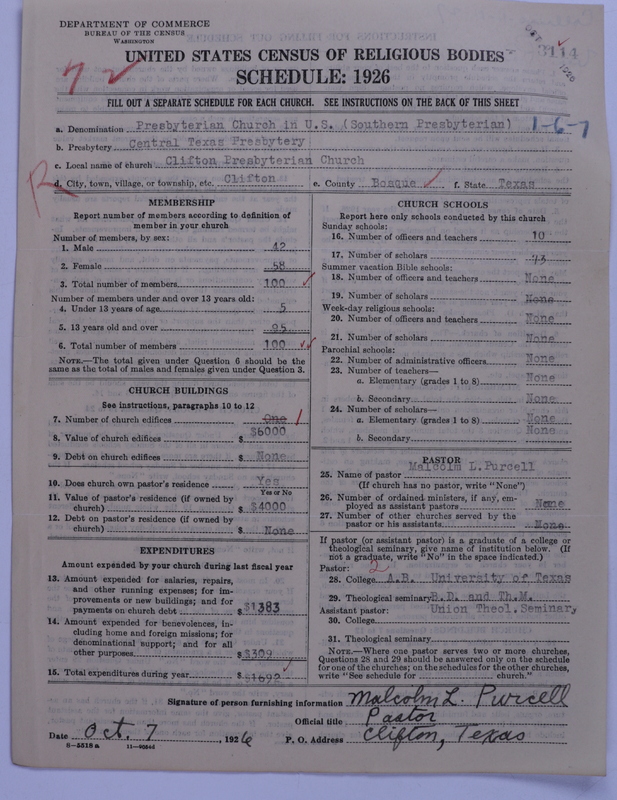 DEPARTMENT OF COMMERCE
BUREAU OF THE CENSUS
WASHINGTON
3114
UNITED STATES CENSUS OF RELIGIOUS BODIES
SCHEDULE: 1926
FILL OUT A SEPARATE SCHEDULE FOR EACH CHURCH. SEE INSTRUCTIONS ON THE BACK OF THIS SHEET
a. Denomination Presbyterian Church in U.S. (Southern Presbyterian) 1-6-7
b. Presbytery Central Texas Presbytery
c. Local name of church Clifton Presbyterian Church
R
d. City, town, village, or township, etc. Clifton e. County Bosque f. State Texas
MEMBERSHIP
Report number of members according to definition of
member in your church
Number of members, by sex:
1. Male 42
2. Female 58
3. Total number of members 100
Number of members under and over 13 years old:
4. Under 13 years of age 5
5. 13 years old and over 95
6. Total number of members 100
NOTE.—The total given under Question 6 should be the
same as the total of males and females given under Question 3.
CHURCH BUILDINGS
See instructions, paragraphs 10 to 12
7. Number of church edifices One 1
8. Value of church edifices $ $6000
9. Debt on church edifices $ None
10. Does church own pastor's residence Yes
Yes or No
11. Value of pastor's residence (if owned by
church) $ $4000
12. Debt on pastor's residence (if owned by
church) $ None
EXPENDITURES
Amount expended by your church during last fiscal year
13. Amount expended for salaries, repairs,
and other running expenses; for im-
provements or new buildings; and for
payments on church debt $ $1383
14. Amount expended for benevolences, in-
cluding home and foreign missions; for
denominational support; and for all
other purposes $ $309
15. Total expenditures during year $ $1692
CHURCH SCHOOLS
Report here only schools conducted by this church
Sunday schools:
16. Number of officers and teachers 10
17. Number of scholars
Summer vacation Bible schools:
18. Number of officers and teachers None
19. Number of scholars None
Week-day religious schools:
20. Number of officers and teachers None
21. Number of scholars None
Parochial schools:
22. Number of administrative officers None
23. Number of teachers—
a. Elementary (grades 1 to 8) None
b. Secondary None
24. Number of scholars—
a. Elementary (grades 1 to 8) None
b. Secondary None
PASTOR
25. Name of pastor Malcolm L. Purcell
(If church has no pastor, write "None")
26. Number of ordained ministers, if any, em-
ployed as assistant pastors None
27. Number of other churches served by the
pastor or his assistants None
If pastor (or assistant pastor) is a graduate of a college or
theological seminary, give name of institution below. (If
not a graduate, write "No" in the space indicated.)
Pastor: 2
28. College A.B. University of Texas
29. Theological seminary B.D. and Th.M.
Assistant pastor: Union Theol. Seminary
30. College
31. Theological seminary
NOTE.—Where one pastor serves two or more churches,
Questions 28 and 29 should be answered only on the schedule
for one of the churches; on the schedules for the other churches,
write "See schedule for church."
Signature of person furnishing information Malcolm L. Purcell
Official title Pastor
Date Oct. 7, 1926 P. O. Address Clifton, Texas
8—5518 a